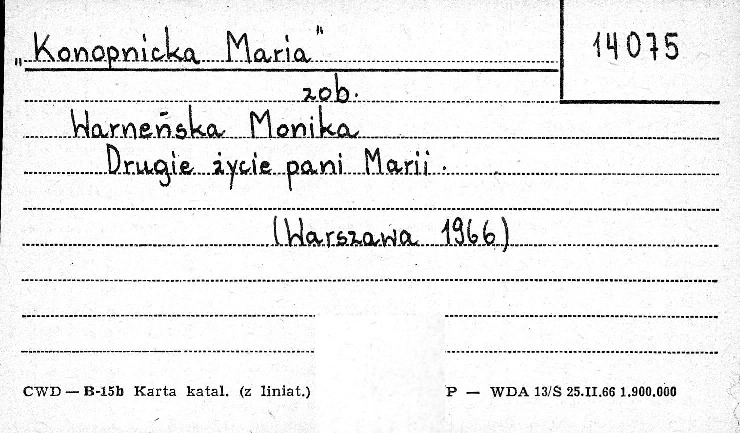 „Konopnicka Maria" 14075
zob.
Warneńska Monika
Drugie życie pani Marii.
(Warszawa 1966)
CWD — B-15b Karta katal. (z liniat.) P — WDA 13/S 25.II.66 1.900.000